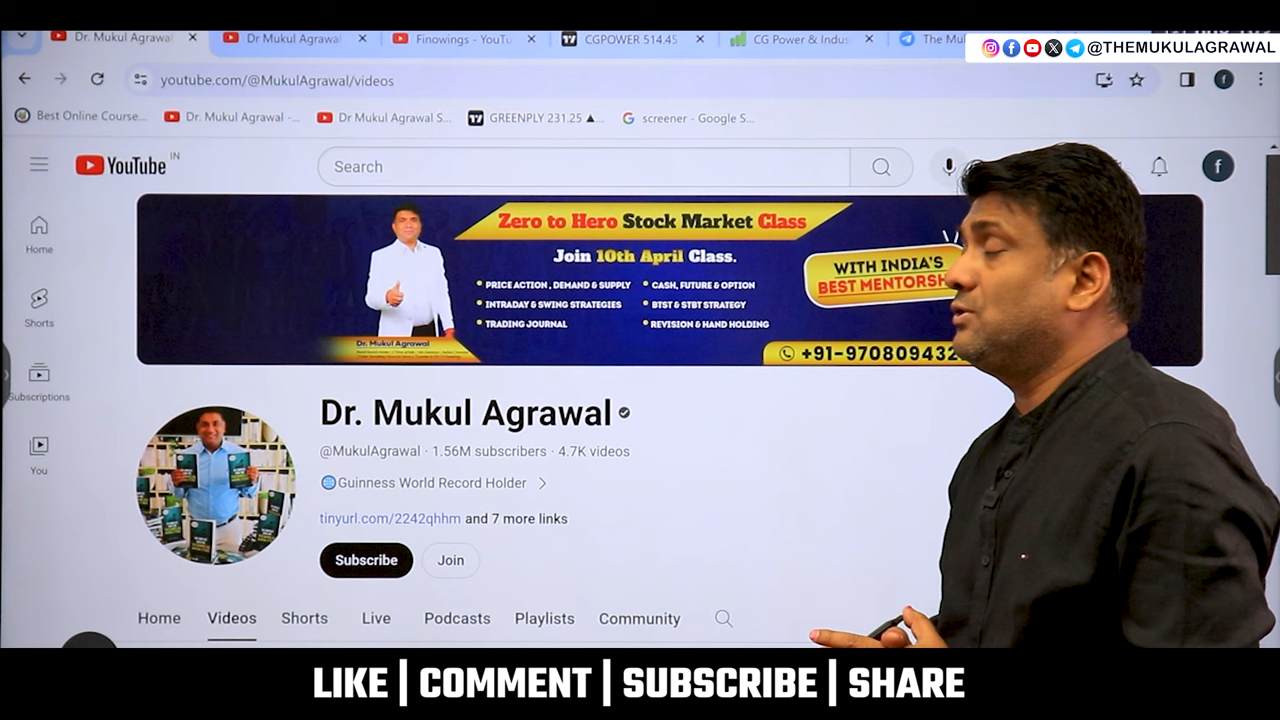 Dr. Mukul Agrawal
Dr Mukul Agrawal
Finowings - YouTu
CGPOWER 514.45
CG Power & Indus
The Mu
@THEMUKULAGRAWAL
youtube.com/@MukulAgrawal/videos
Best Online Course...
Dr. Mukul Agrawal -...
Dr Mukul Agrawal S...
GREENPLY 231.25 ▲...
screener - Google S...
YouTube IN
Search
f
Home
Shorts
Subscriptions
You
Zero to Hero Stock Market Class
Join 10th April Class.
PRICE ACTION , DEMAND & SUPPLY
INTRADAY & SWING STRATEGIES
TRADING JOURNAL
CASH, FUTURE & OPTION
BTST & STBT STRATEGY
REVISION & HAND HOLDING
WITH INDIA'S
BEST MENTORSH
Dr. Mukul Agrawal
+91-970809432
Dr. Mukul Agrawal
@MukulAgrawal · 1.56M subscribers · 4.7K videos
Guinness World Record Holder
tinyurl.com/2242qhhm and 7 more links
Subscribe
Join
Home
Videos
Shorts
Live
Podcasts
Playlists
Community
LIKE | COMMENT | SUBSCRIBE | SHARE